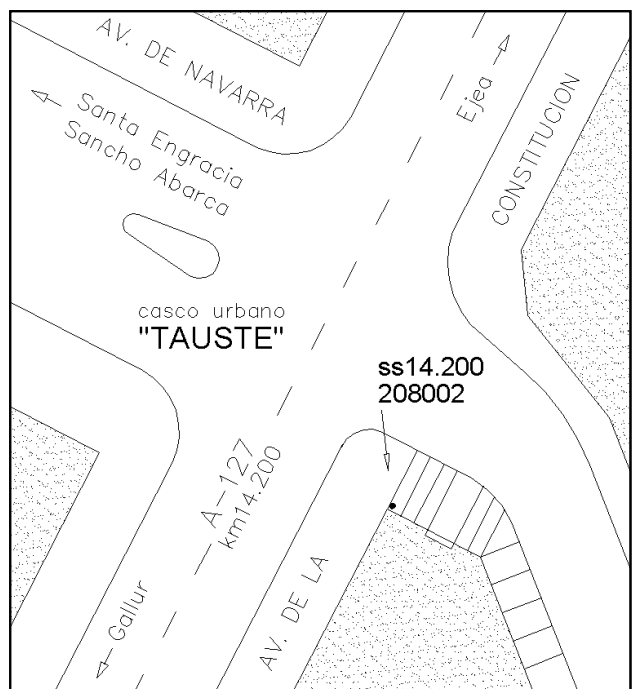 AV. DE NAVARRA
Santa Engracia
Sancho Abarca
Ejea
CONSTITUCION
casco urbano
"TAUSTE"
ss14.200
208002
A-127
km14.200
Gallur
AV. DE LA